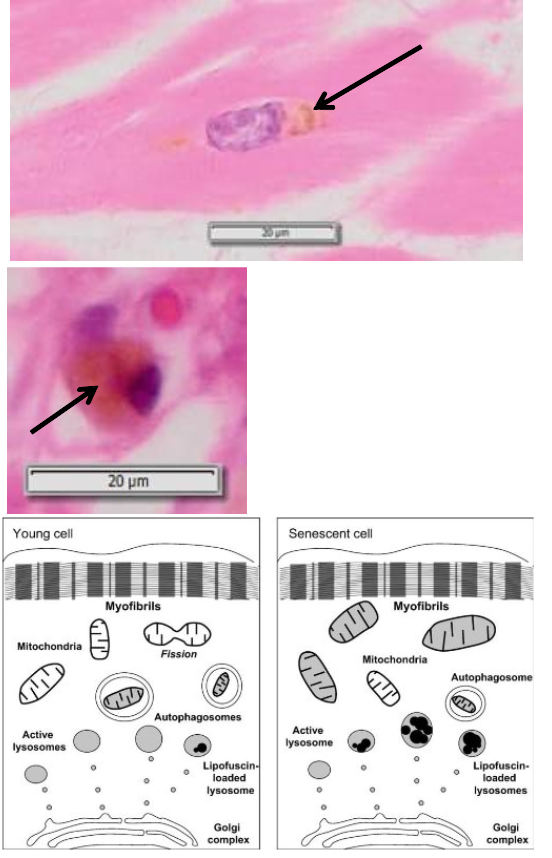 20 µm
20 µm
Young cell
Myofibrils
Mitochondria
Fission
Autophagosomes
Active
lysosomes
Lipofuscin-
loaded
lysosome
Golgi
complex
Senescent cell
Myofibrils
Mitochondria
Autophagosome
Active
lysosome
Lipofuscin-
loaded
lysosomes
Golgi
complex